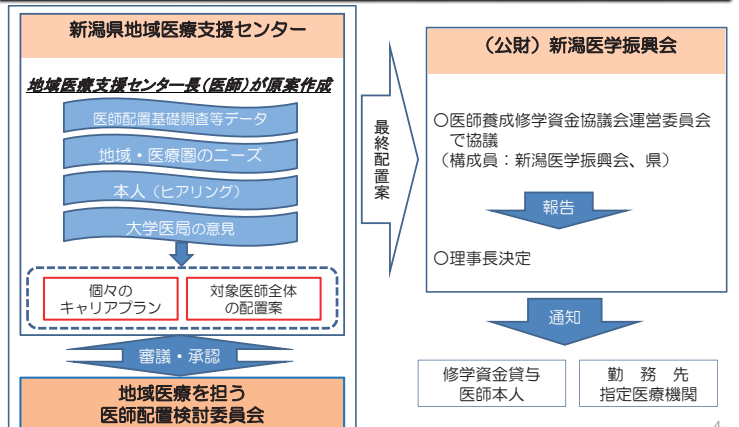 新潟県地域医療支援センター
地域医療支援センター長（医師）が原案作成
医師配置基礎調査等データ
地域・医療圏のニーズ
本人（ヒアリング）
大学医局の意見
個々の
キャリアプラン
対象医師全体
の配置案
審議・承認
地域医療を担う
医師配置検討委員会
最終配置案
（公財）新潟医学振興会
〇医師養成修学資金協議会運営委員会
で協議
（構成員：新潟医学振興会、県）
報告
〇理事長決定
通知
修学資金貸与
医師本人
勤　務　先
指定医療機関
4